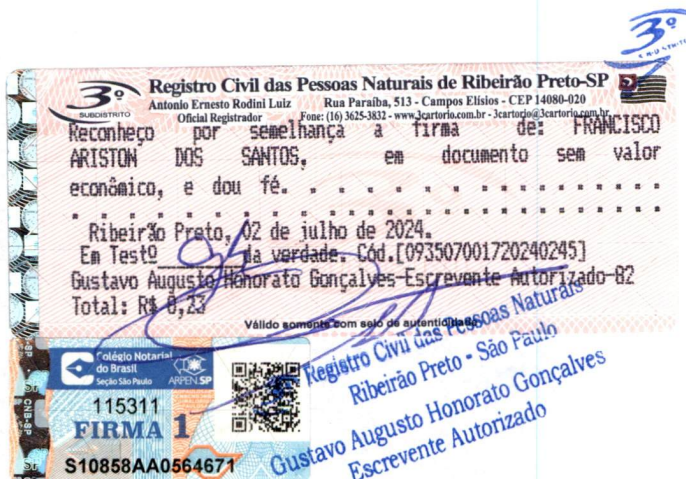 3º
3º
SUBDISTRITO
Registro Civil das Pessoas Naturais de Ribeirão Preto-SP
Antonio Ernesto Rodini Luiz
Oficial Registrador
Rua Paraíba, 513 - Campos Elísios - CEP 14080-020
Fone: (16) 3625-3832 - www.3cartorio.com.br - 3cartorio@3cartorio.com.br
Reconheço por semelhança a firma de: FRANCISCO
ARISTON DOS SANTOS, em documento sem valor
econômico, e dou fé. . . . . . . . . . . . . . .
. . . . . . . . . . . . . . . . . . . . . . . .
Ribeirão Preto, 02 de julho de 2024.
Em Testº da verdade. Cód.[093507001720240245]
Gustavo Augusto Honorato Gonçalves-Escrevente Autorizado-82
Total: R$ 8,23
Válido somente com selo de autenticidade
Colégio Notarial
do Brasil
Seção São Paulo
ARPEN.SP
115311
FIRMA 1
S10858AA0564671
Registro Civil das Pessoas Naturais
Ribeirão Preto - São Paulo
Gustavo Augusto Honorato Gonçalves
Escrevente Autorizado